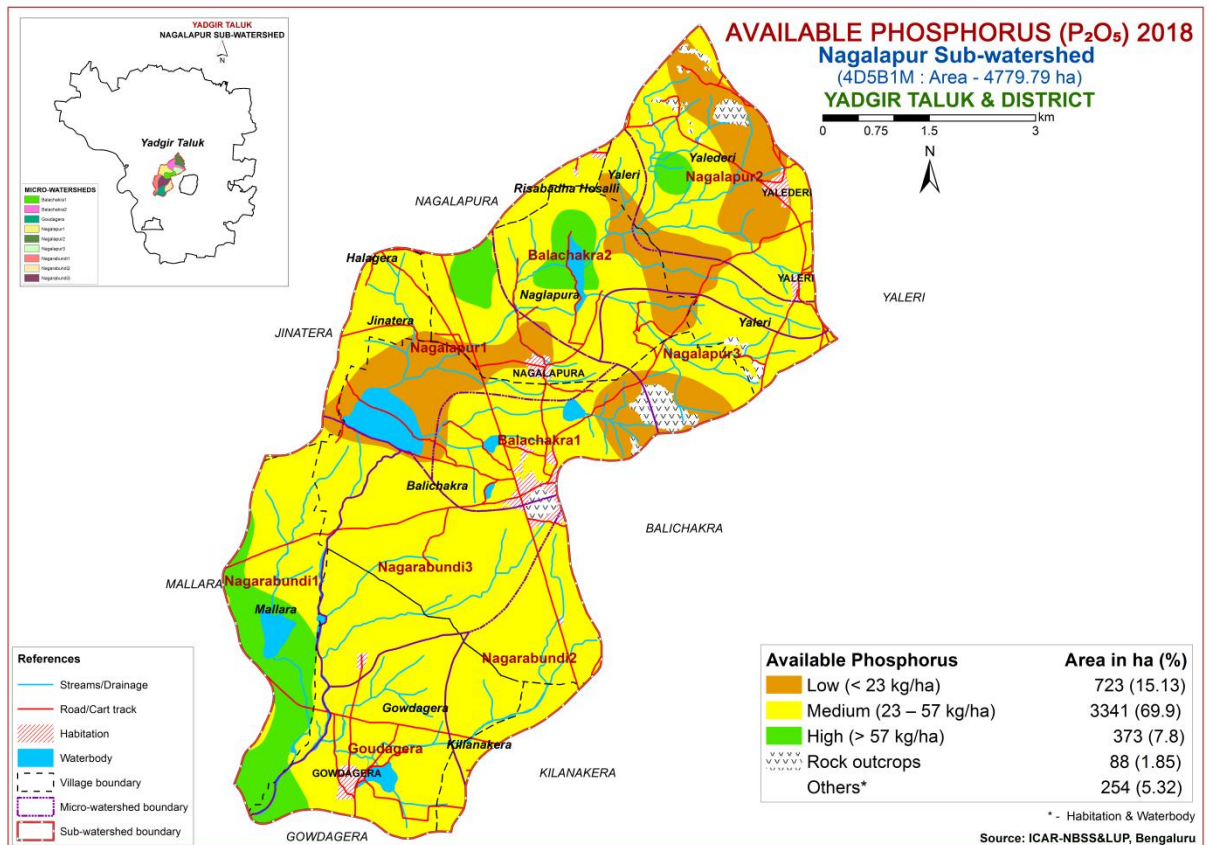 YADGIR TALUK
NAGALAPUR SUB-WATERSHED
N
Yadgir Taluk
MICRO-WATERSHEDS
Balachakra1
Balachakra2
Goudagera
Nagalapur1
Nagalapur2
Nagalapur3
Nagarabundi1
Nagarabundi2
Nagarabundi3
AVAILABLE PHOSPHORUS (P₂O₅) 2018
Nagalapur Sub-watershed
(4D5B1M : Area - 4779.79 ha)
YADGIR TALUK & DISTRICT
km
0 0.75 1.5 3
N
Yalederi
Yaleri
Nagalapur2
Risabadha Hosalli
YALEDERI
NAGALAPURA
Halagera
Balachakra2
YALERI
Naglapura
YALERI
Jinatera
Yaleri
JINATERA
Nagalapur1
Nagalapur3
NAGALAPURA
Balachakra1
Balichakra
BALICHAKRA
Nagarabundi3
MALLARA
Nagarabundi1
Mallara
Nagarabundi2
Gowdagera
Goudagera
Killanakera
GOWDAGERA
KILANAKERA
GOWDAGERA
References
Streams/Drainage
Road/Cart track
Habitation
Waterbody
Village boundary
Micro-watershed boundary
Sub-watershed boundary
Available Phosphorus Area in ha (%)
Low (< 23 kg/ha) 723 (15.13)
Medium (23 – 57 kg/ha) 3341 (69.9)
High (> 57 kg/ha) 373 (7.8)
Rock outcrops 88 (1.85)
Others* 254 (5.32)
* - Habitation & Waterbody
Source: ICAR-NBSS&LUP, Bengaluru